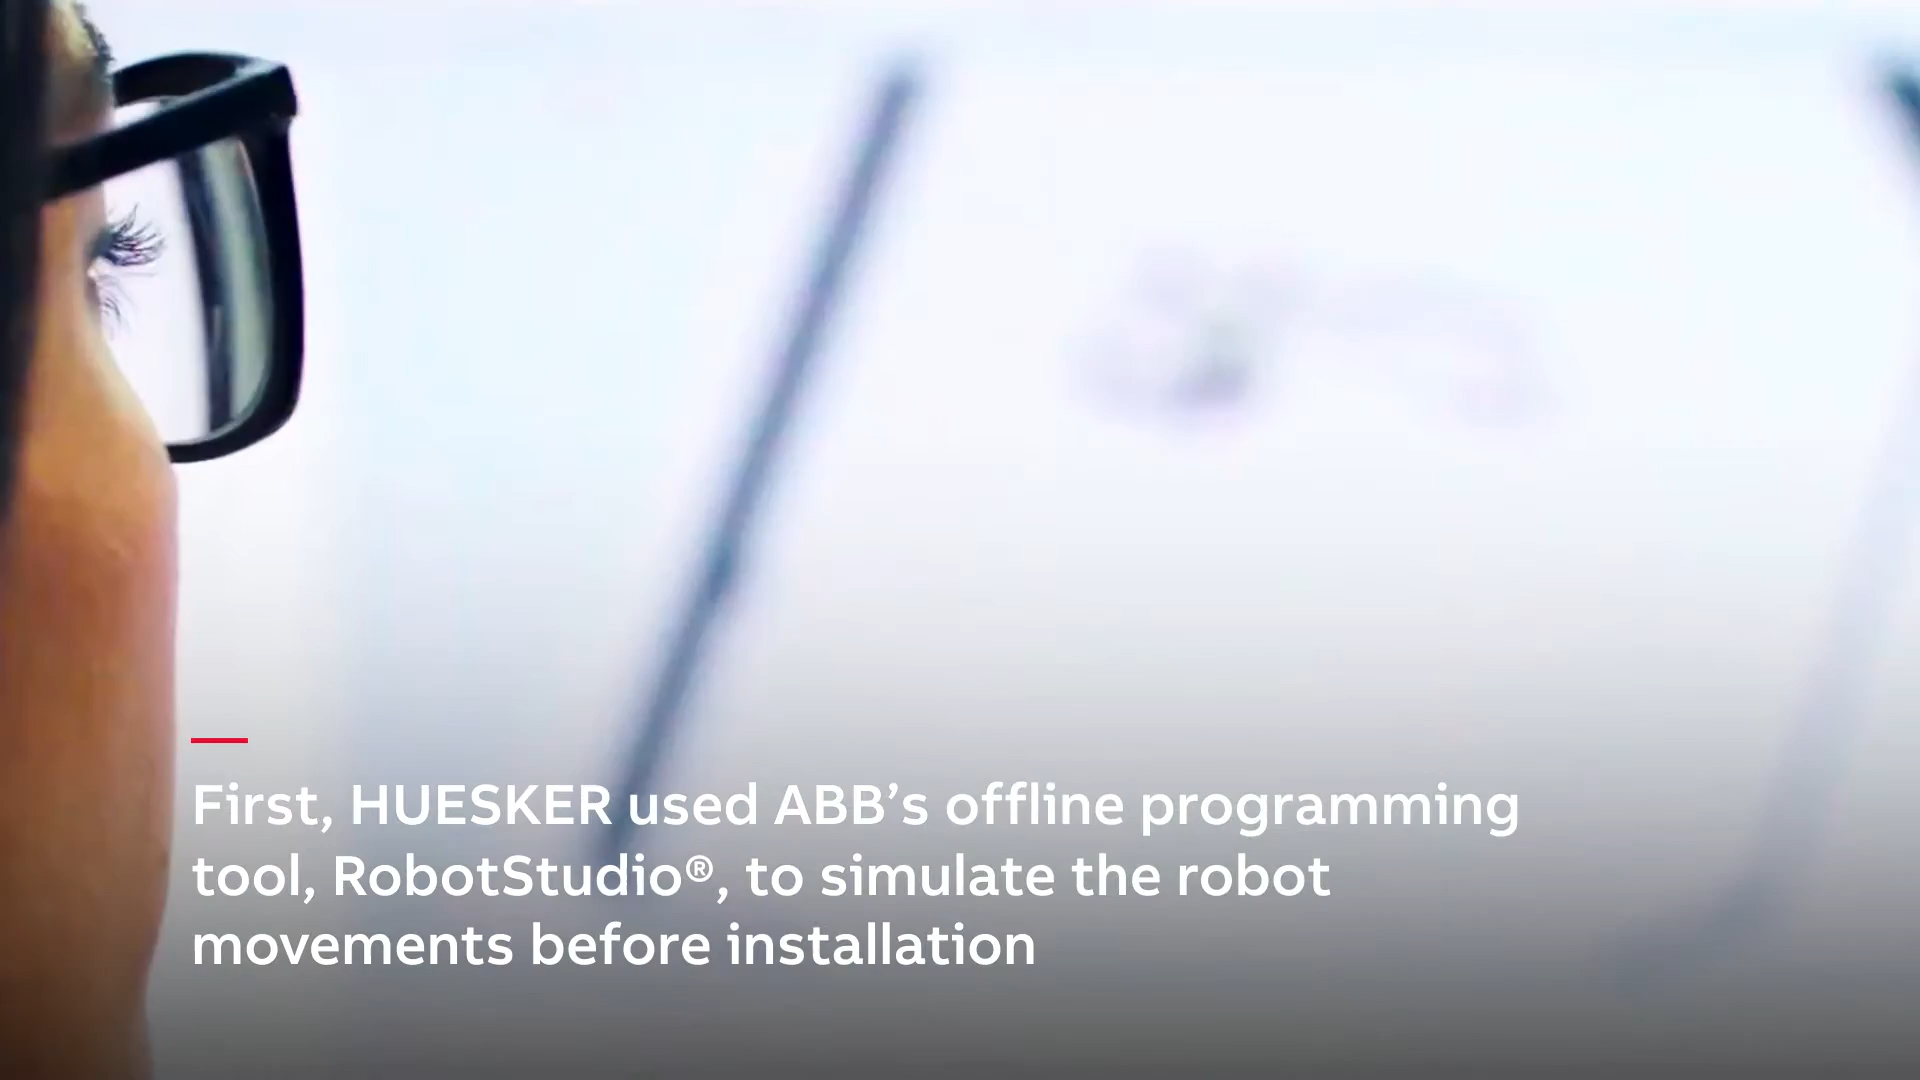 First, HUESKER used ABB’s offline programming
tool, RobotStudio®, to simulate the robot
movements before installation